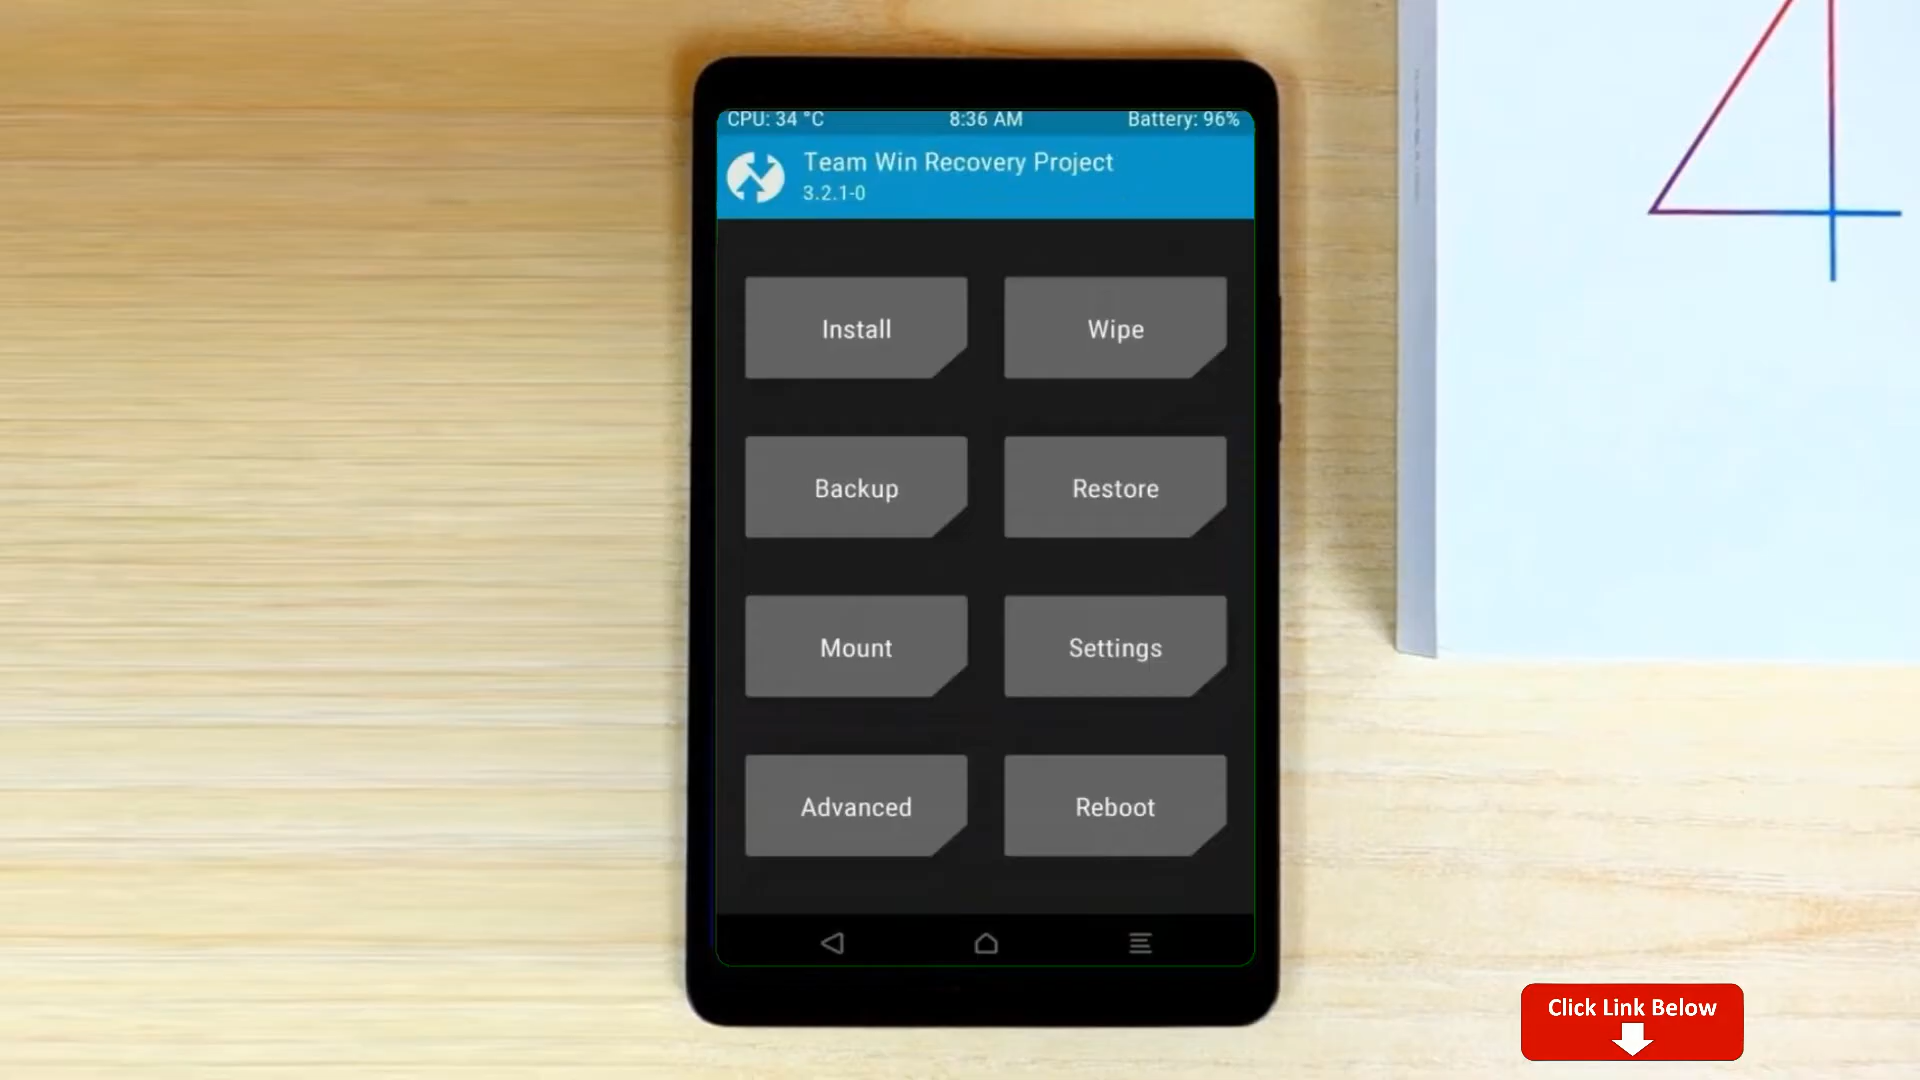 CPU: 34 °C 8:36 AM Battery: 96%
Team Win Recovery Project
3.2.1-0
Install Wipe
Backup Restore
Mount Settings
Advanced Reboot
4
Click Link Below